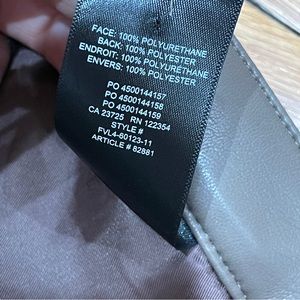 FACE: 100% POLYURETHANE
BACK: 100% POLYESTER
ENDROIT: 100% POLYURÉTHANE
ENVERS: 100% POLYESTER
PO 4500144157
PO 4500144158
PO 4500144159
CA 23725 RN 122354
STYLE #
FVL4-60123-11
ARTICLE # 82881